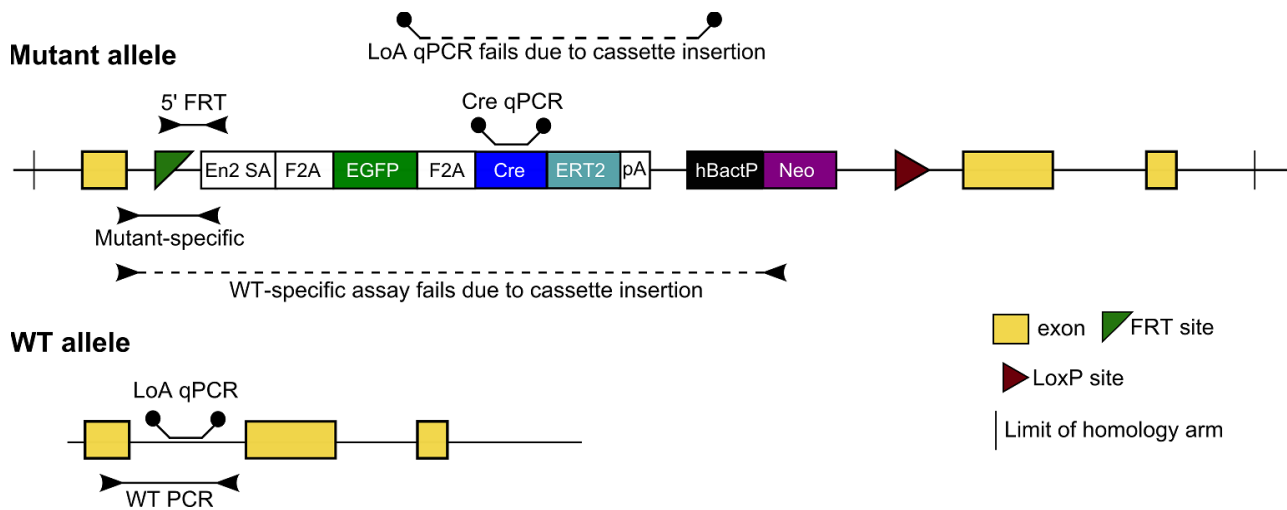 LoA qPCR fails due to cassette insertion
Mutant allele
5' FRT
Cre qPCR
En2 SA
F2A
EGFP
F2A
Cre
ERT2
pA
hBactP
Neo
Mutant-specific
WT-specific assay fails due to cassette insertion
WT allele
LoA qPCR
WT PCR
exon
FRT site
LoxP site
Limit of homology arm